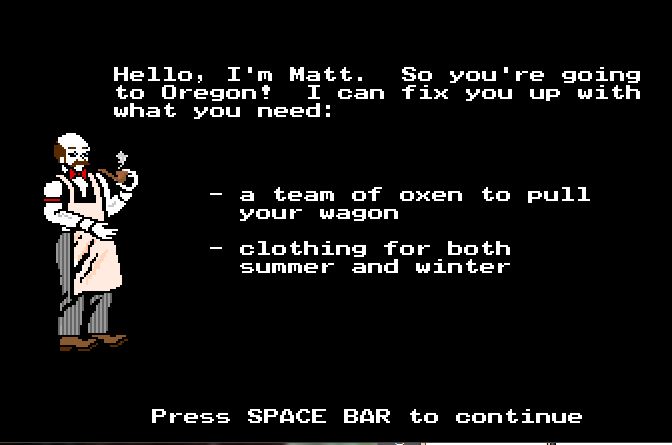 Hello, I'm Matt.  So you're going
to Oregon!  I can fix you up with
what you need:
- a team of oxen to pull
your wagon
- clothing for both
summer and winter
Press SPACE BAR to continue